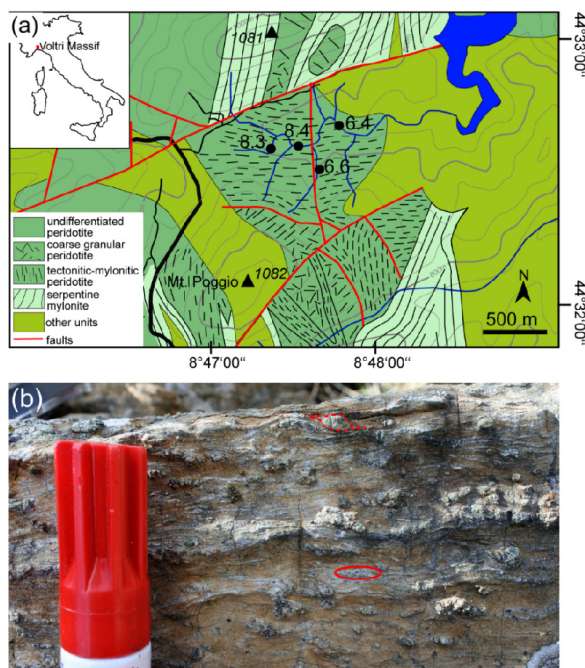 (a)
Voltri Massif
1081
44°33'00"
8.3
8.4
6.4
6.6
undifferentiated
peridotite
coarse granular
peridotite
tectonitic-mylonitic
peridotite
serpentine
mylonite
other units
faults
Mt. Poggio
1082
N
500 m
44°32'00"
8°47'00"
8°48'00"
(b)